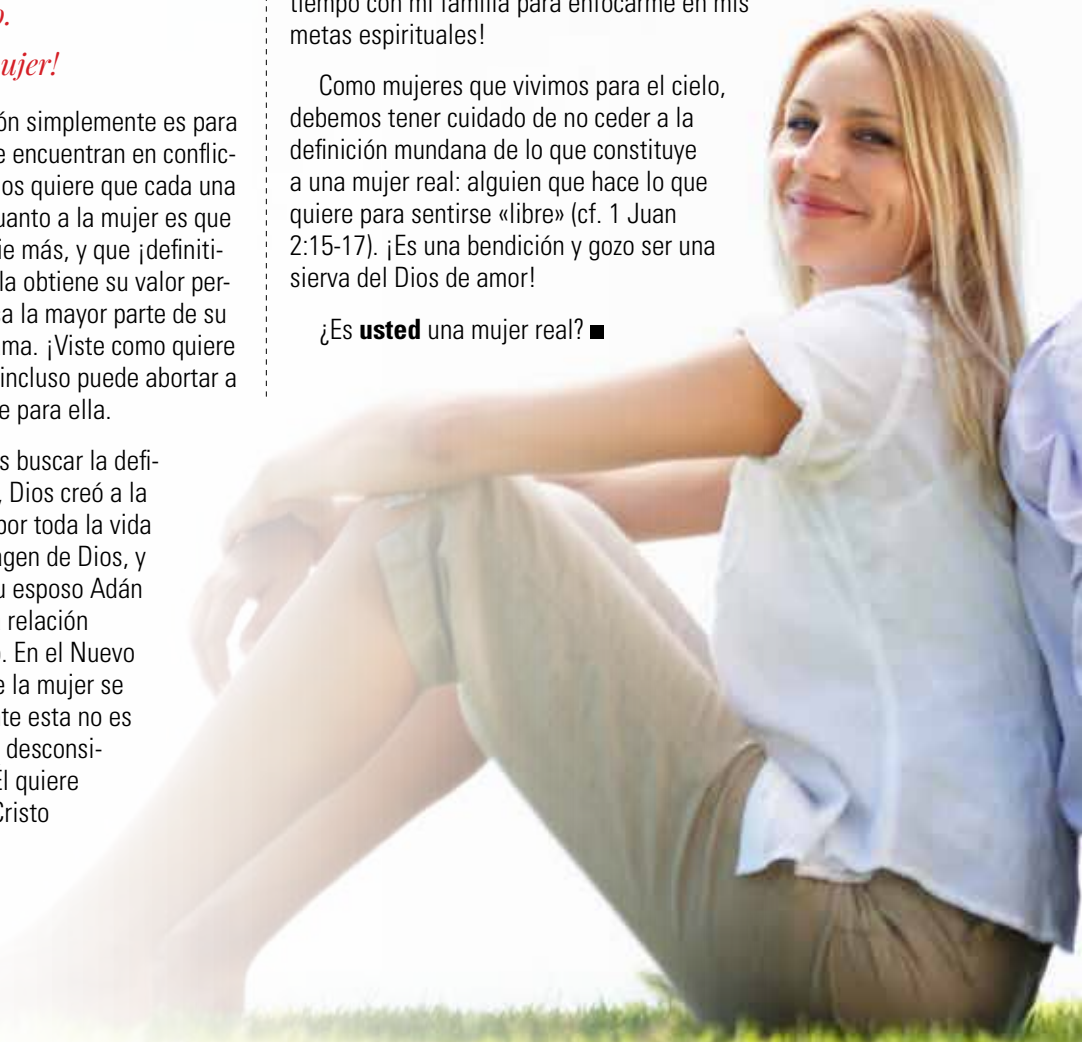 o.
ujer!
ón simplemente es para
e encuentran en conflic-
os quiere que cada una
uanto a la mujer es que
ie más, y que ¡definiti-
la obtiene su valor per-
a la mayor parte de su
ma. ¡Viste como quiere
incluso puede abortar a
e para ella.
s buscar la defi-
, Dios creó a la
por toda la vida
agen de Dios, y
u esposo Adán
relación
o. En el Nuevo
e la mujer se
te esta no es
desconsi-
Él quiere
Cristo
tiempo con mi familia para enfocarme en mis
metas espirituales!
Como mujeres que vivimos para el cielo,
debemos tener cuidado de no ceder a la
definición mundana de lo que constituye
a una mujer real: alguien que hace lo que
quiere para sentirse «libre» (cf. 1 Juan
2:15-17). ¡Es una bendición y gozo ser una
sierva del Dios de amor!
¿Es usted una mujer real? ■